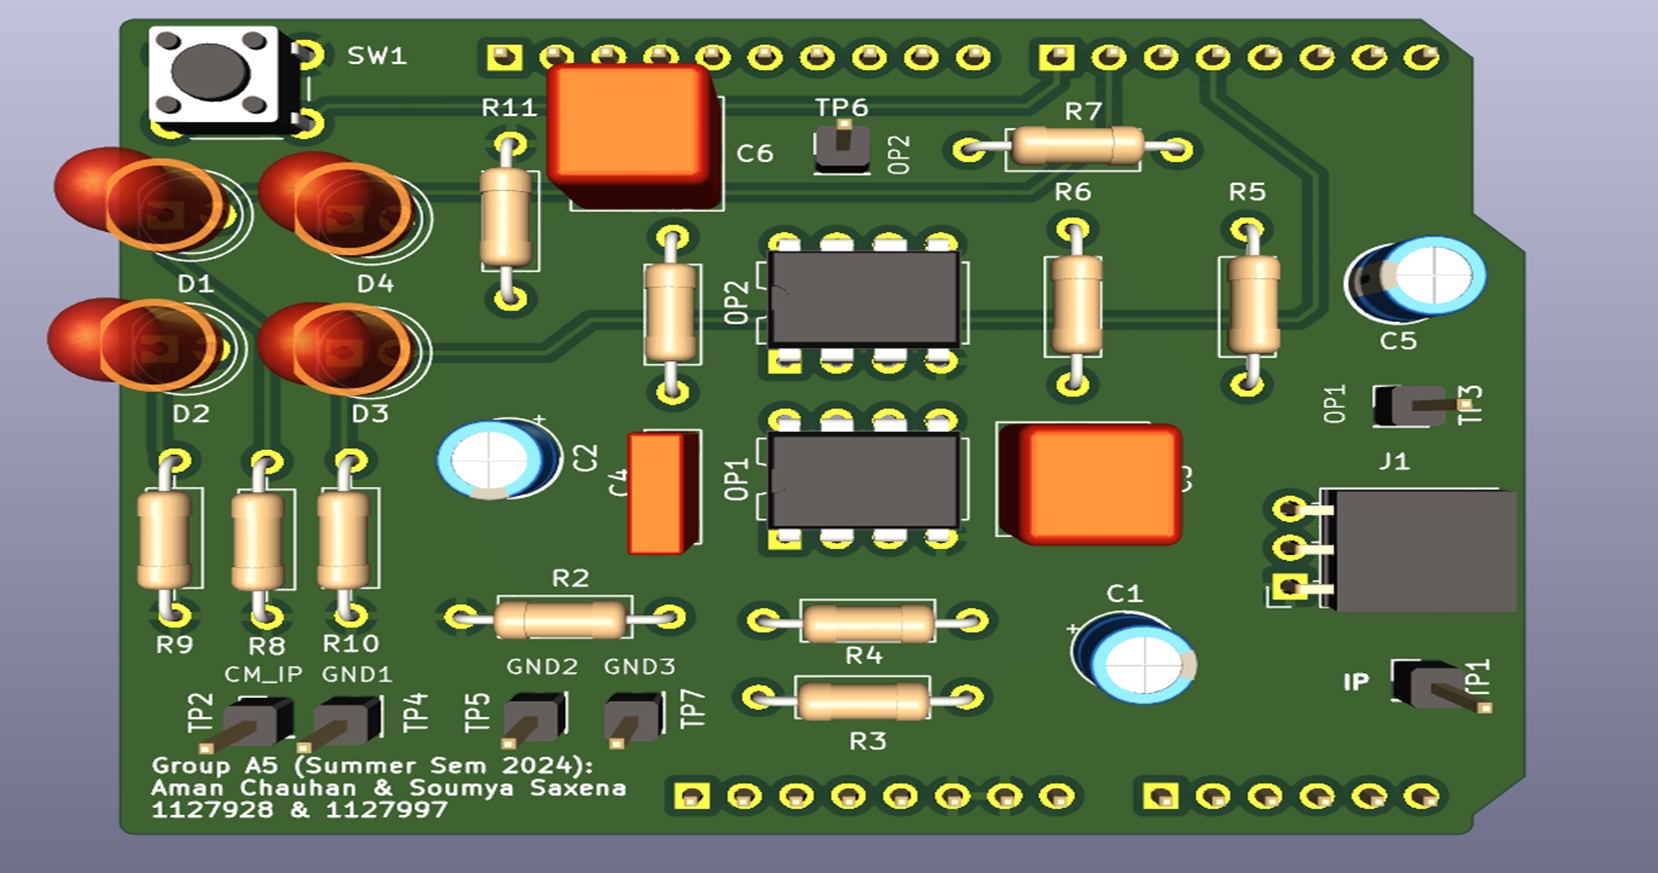 SW1
R11
TP6
OP2
R7
C6
R6
R5
D1
D4
OP2
C5
D2
D3
OP1
TP3
C2
C4
OP1
J1
R2
C1
R9
R8
R10
R4
CM_IP
GND1
GND2
GND3
IP
TP1
TP2
TP4
TP5
TP7
R3
Group A5 (Summer Sem 2024):
Aman Chauhan & Soumya Saxena
1127928 & 1127997